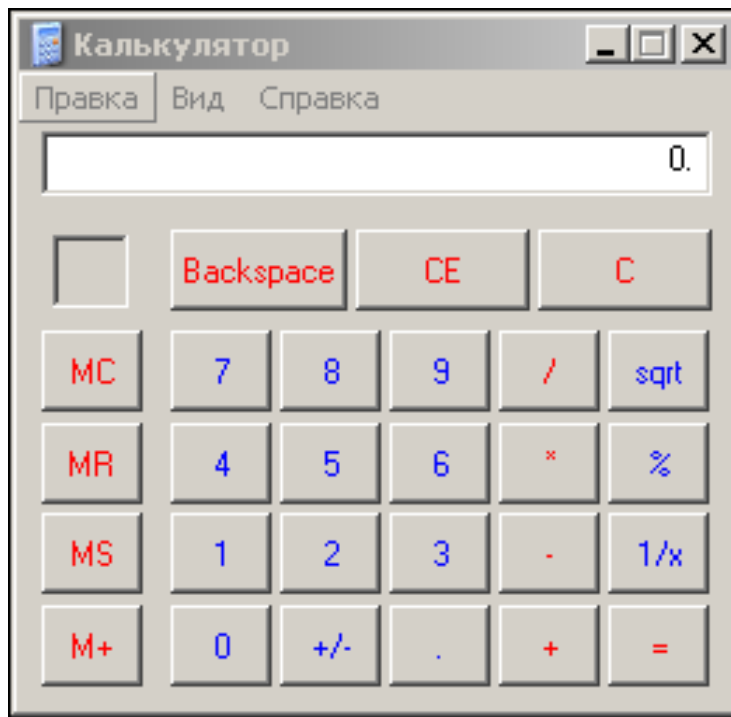 Калькулятор
Правка Вид Справка
0.
Backspace CE C
MC 7 8 9 / sqrt
MR 4 5 6 * %
MS 1 2 3 - 1/x
M+ 0 +/- . + =